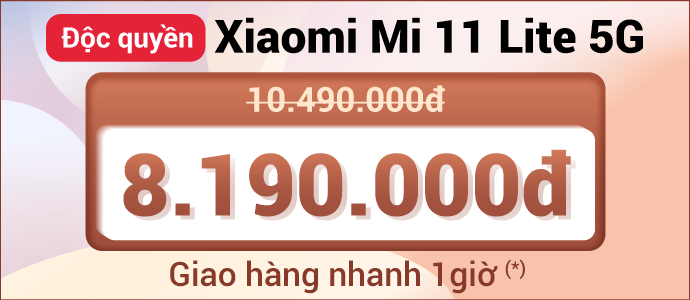 Độc quyền Xiaomi Mi 11 Lite 5G
10.490.000đ
8.190.000đ
Giao hàng nhanh 1giờ (*)